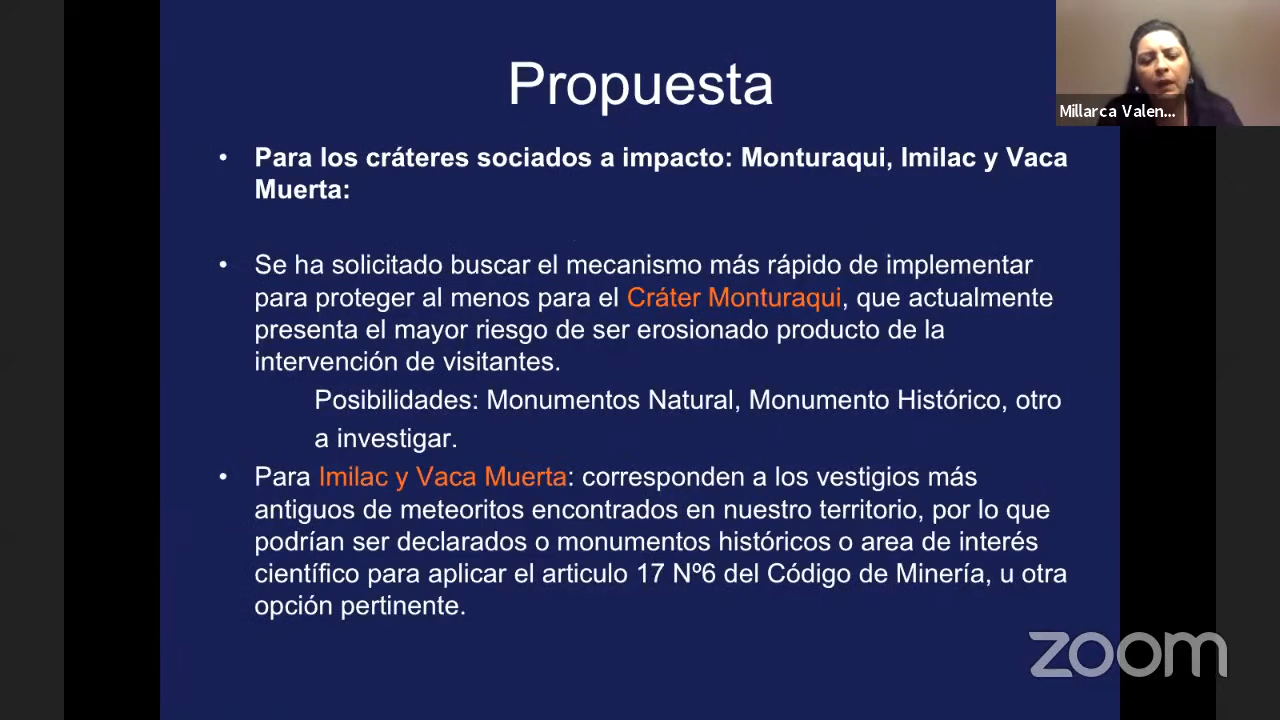 Propuesta
Millarca Valen...
• Para los cráteres sociados a impacto: Monturaqui, Imilac y Vaca
Muerta:
• Se ha solicitado buscar el mecanismo más rápido de implementar
para proteger al menos para el Cráter Monturaqui, que actualmente
presenta el mayor riesgo de ser erosionado producto de la
intervención de visitantes.
Posibilidades: Monumentos Natural, Monumento Histórico, otro
a investigar.
• Para Imilac y Vaca Muerta: corresponden a los vestigios más
antiguos de meteoritos encontrados en nuestro territorio, por lo que
podrían ser declarados o monumentos históricos o area de interés
científico para aplicar el articulo 17 Nº6 del Código de Minería, u otra
opción pertinente.
zoom